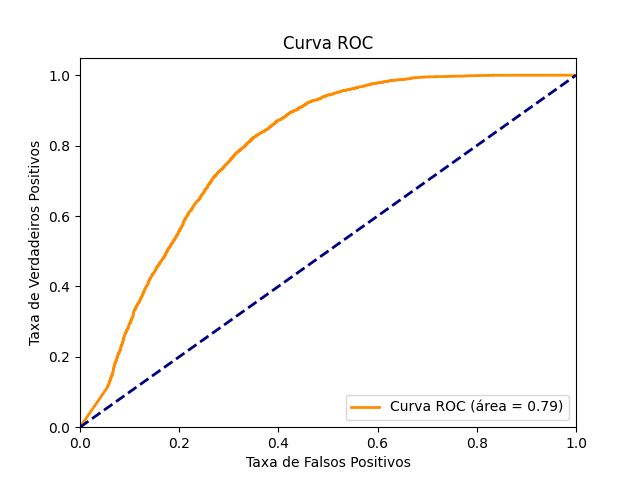 Curva ROC
Taxa de Verdadeiros Positivos
1.0
0.8
0.6
0.4
0.2
0.0
Curva ROC (área = 0.79)
0.0 0.2 0.4 0.6 0.8 1.0
Taxa de Falsos Positivos